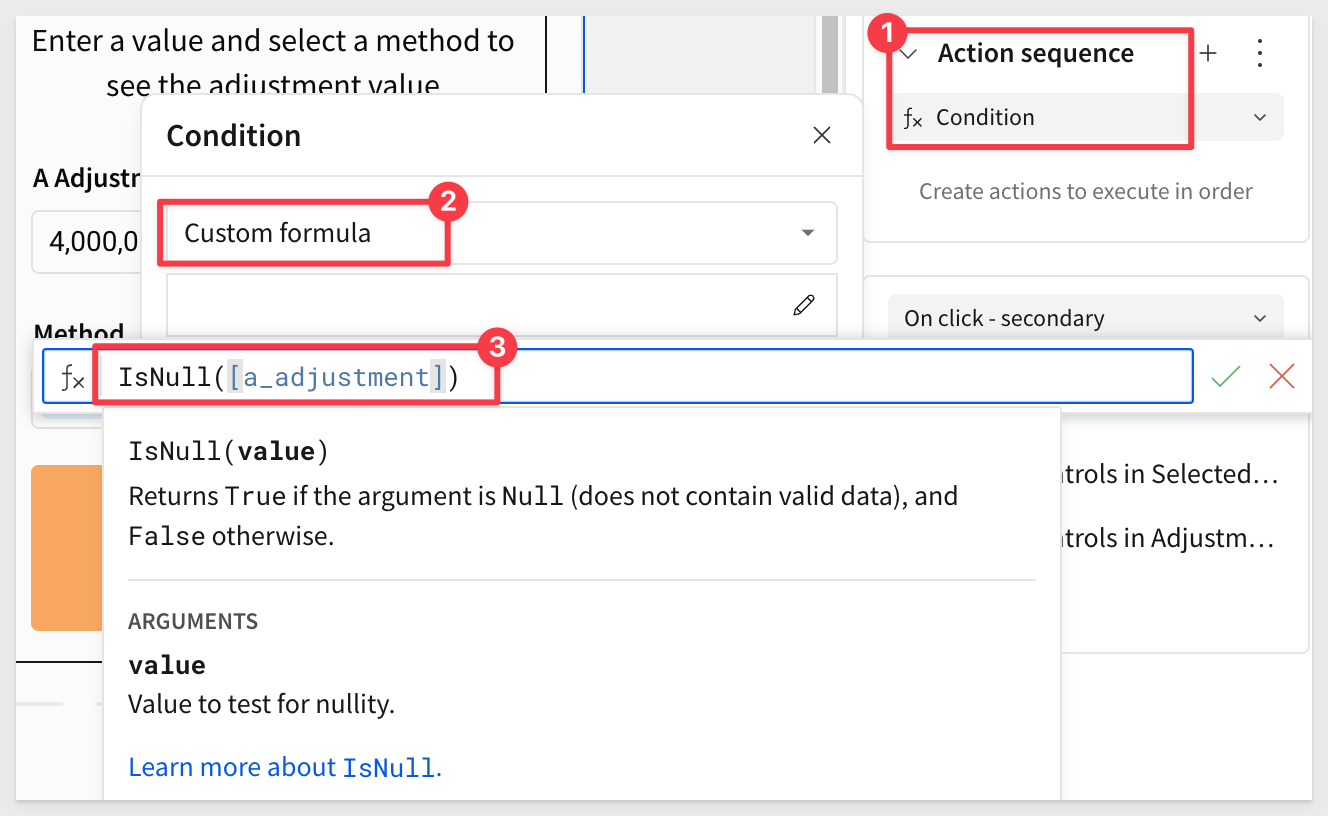 Enter a value and select a method to
see the adjustment value
A Adjustr
4,000,0
Method
Condition
2
Custom formula
1
Action sequence
Condition
Create actions to execute in order
On click - secondary
3
IsNull([a_adjustment])
IsNull(value)
Returns True if the argument is Null (does not contain valid data), and
False otherwise.
ARGUMENTS
value
Value to test for nullity.
Learn more about IsNull.
ntrols in Selected…
ntrols in Adjustm…